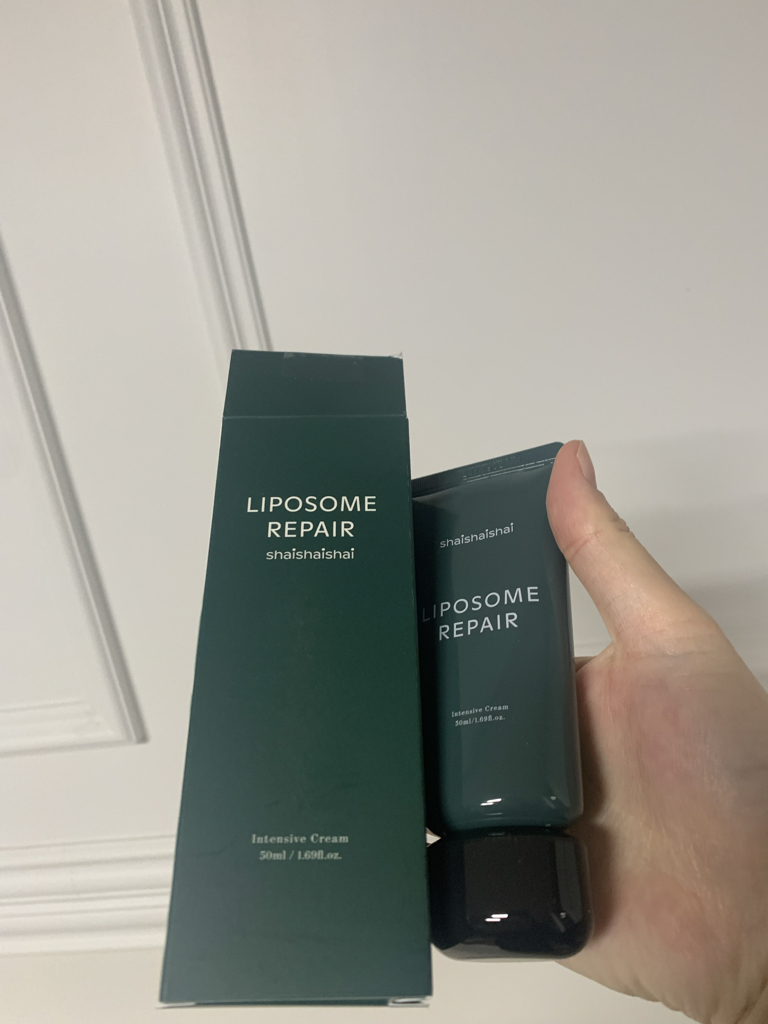 LIPOSOME
REPAIR
shaishaishai
Intensive Cream
50ml / 1.69fl.oz.
shaishaishai
LIPOSOME
REPAIR
Intensive Cream
50ml/1.69fl.oz.